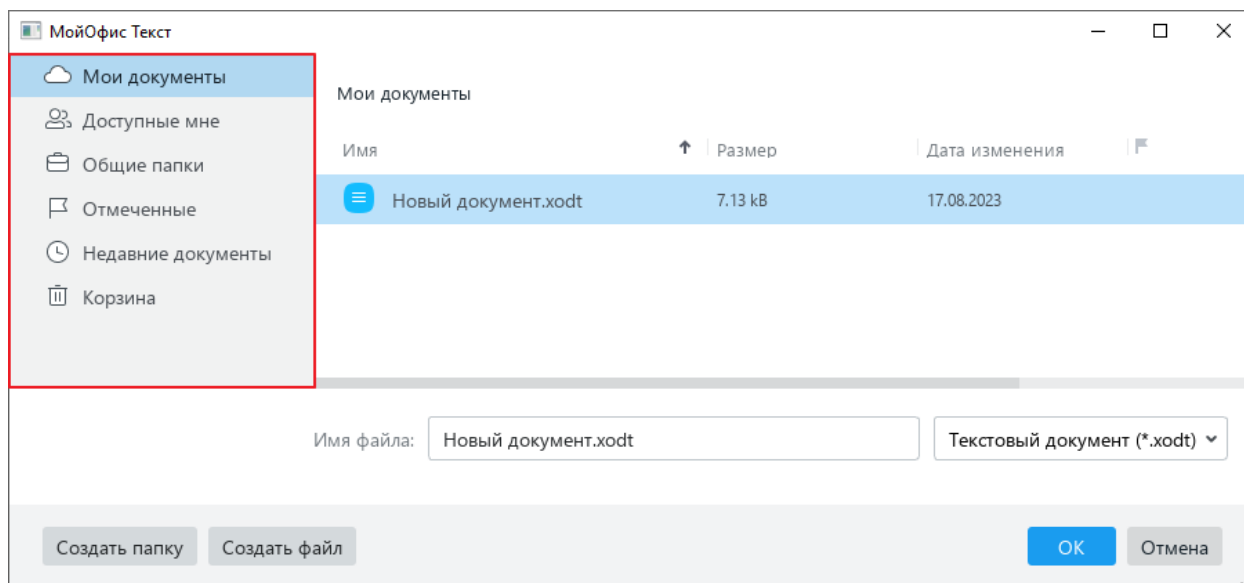 МойОфис Текст
Мои документы
Доступные мне
Общие папки
Отмеченные
Недавние документы
Корзина
Мои документы
Имя Размер Дата изменения
Новый документ.xodt 7.13 kB 17.08.2023
Имя файла: Новый документ.xodt Текстовый документ (*.xodt)
Создать папку Создать файл OK Отмена